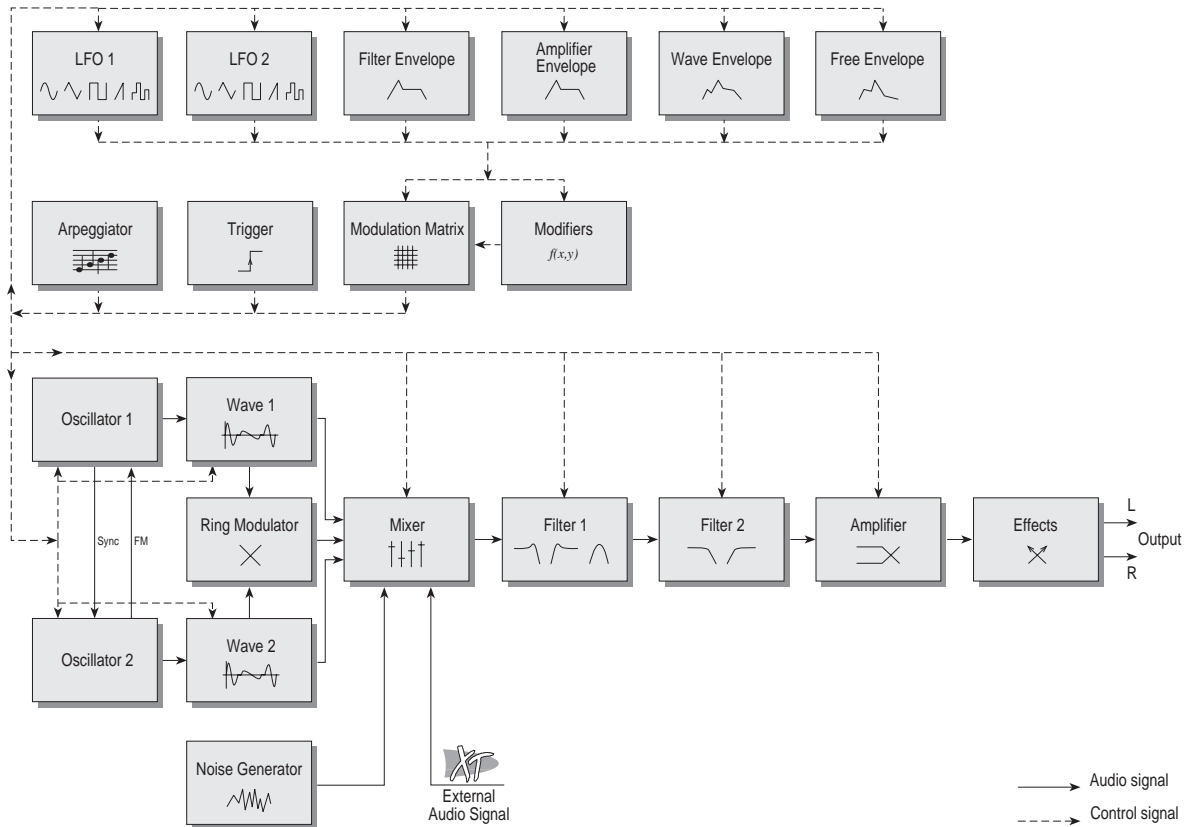 LFO 1
LFO 2
Filter Envelope
Amplifier
Envelope
Wave Envelope
Free Envelope
Arpeggiator
Trigger
Modulation Matrix
Modifiers
f(x,y)
Oscillator 1
Wave 1
Sync
FM
Ring Modulator
Mixer
Filter 1
Filter 2
Amplifier
Effects
L
Output
R
Oscillator 2
Wave 2
Noise Generator
XT
External
Audio Signal
Audio signal
Control signal